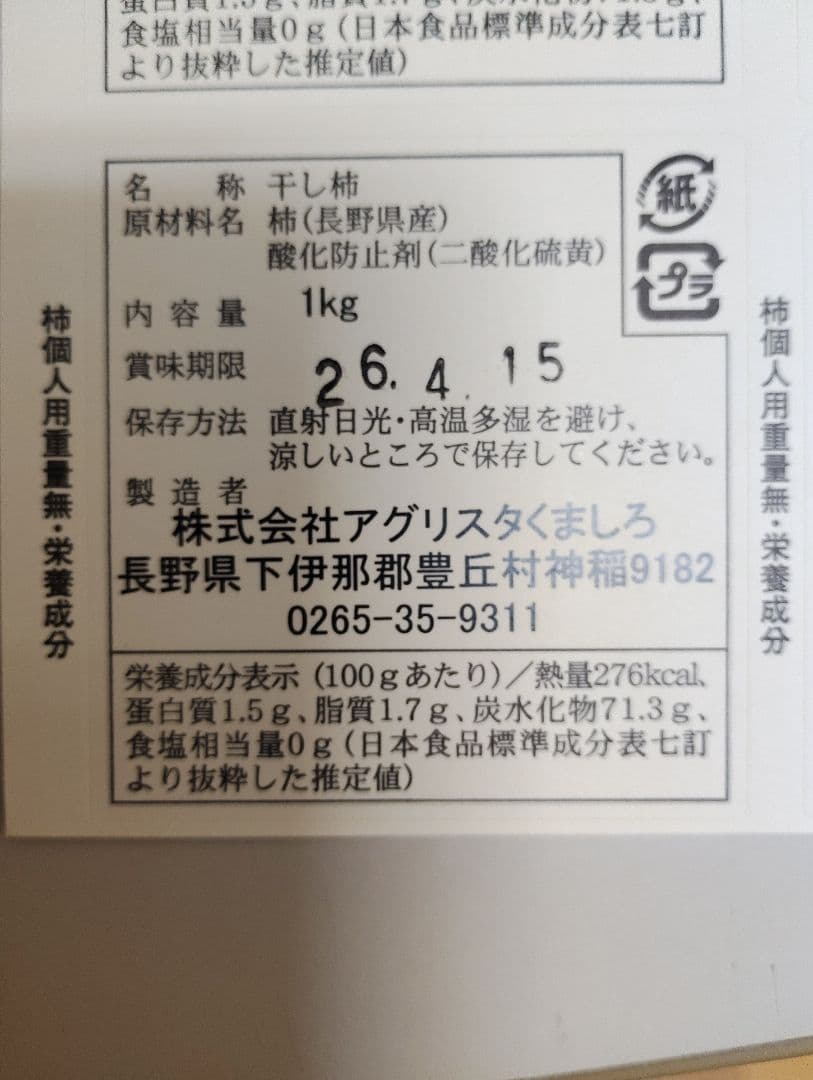 食塩相当量0g(日本食品標準成分表七訂
より抜粋した推定値)
名 称 干し柿
原材料名 柿(長野県産)
酸化防止剤(二酸化硫黄)
内容量 1kg
賞味期限 26.4.15
保存方法 直射日光・高温多湿を避け、
涼しいところで保存してください。
製造者
株式会社アグリスタくましろ
長野県下伊那郡豊丘村神稲9182
0265-35-9311
栄養成分表示(100gあたり)/熱量276kcal、
蛋白質1.5g、脂質1.7g、炭水化物71.3g、
食塩相当量0g(日本食品標準成分表七訂
より抜粋した推定値)
紙
プラ
柿個人用重量無・栄養成分
柿個人用重量無・栄養成分